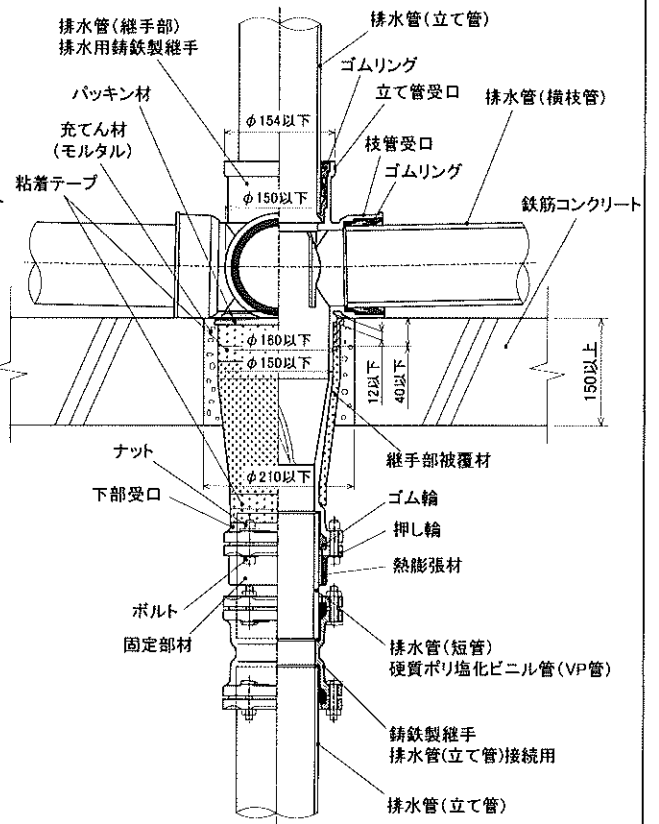 排水管(継手部)
排水用鋳鉄製継手
排水管(立て管)
ゴムリング
パッキン材
立て管受口
排水管(横枝管)
φ154以下
充てん材
(モルタル)
枝管受口
ゴムリング
粘着テープ
φ150以下
鉄筋コンクリート
φ160以下
φ150以下
12以下
40以下
150以上
ナット
継手部被覆材
φ210以下
下部受口
ゴム輪
押し輪
熱膨張材
ボルト
固定部材
排水管(短管)
硬質ポリ塩化ビニル管(VP管)
鋳鉄製継手
排水管(立て管)接続用
排水管(立て管)